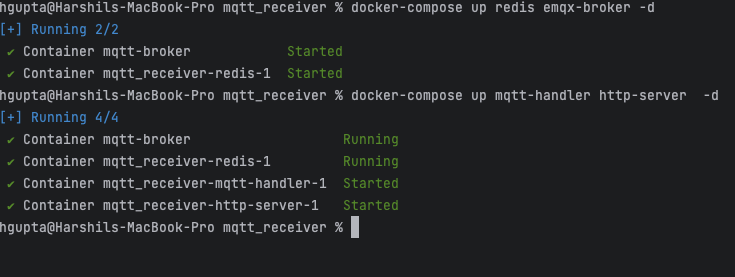 hgupta@Harshils-MacBook-Pro mqtt_receiver % docker-compose up redis emqx-broker -d
[+] Running 2/2
✔ Container mqtt-broker Started
✔ Container mqtt_receiver-redis-1 Started
hgupta@Harshils-MacBook-Pro mqtt_receiver % docker-compose up mqtt-handler http-server  -d
[+] Running 4/4
✔ Container mqtt-broker Running
✔ Container mqtt_receiver-redis-1 Running
✔ Container mqtt_receiver-mqtt-handler-1 Started
✔ Container mqtt_receiver-http-server-1 Started
hgupta@Harshils-MacBook-Pro mqtt_receiver %